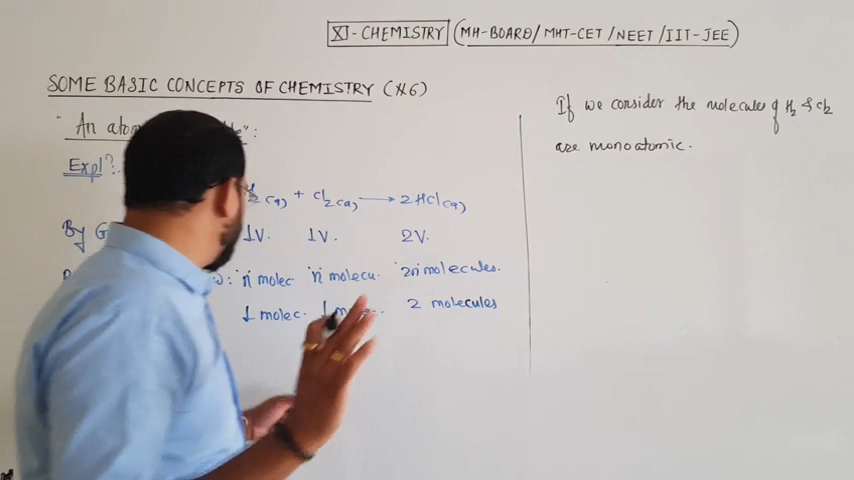 XI-CHEMISTRY (MH-BOARD/ MHT-CET /NEET /IIT-JEE)
SOME BASIC CONCEPTS OF CHEMISTRY (X6)
" An
Expl
2(g) + Cl2(g) → 2HCl(g)
By G
1V. 1V. 2V.
: 'n' molec. 'n' molecu. '2n' molecules.
1 molec. 1 2 molecules
If we consider the molecules of H2 & Cl2
are monoatomic.